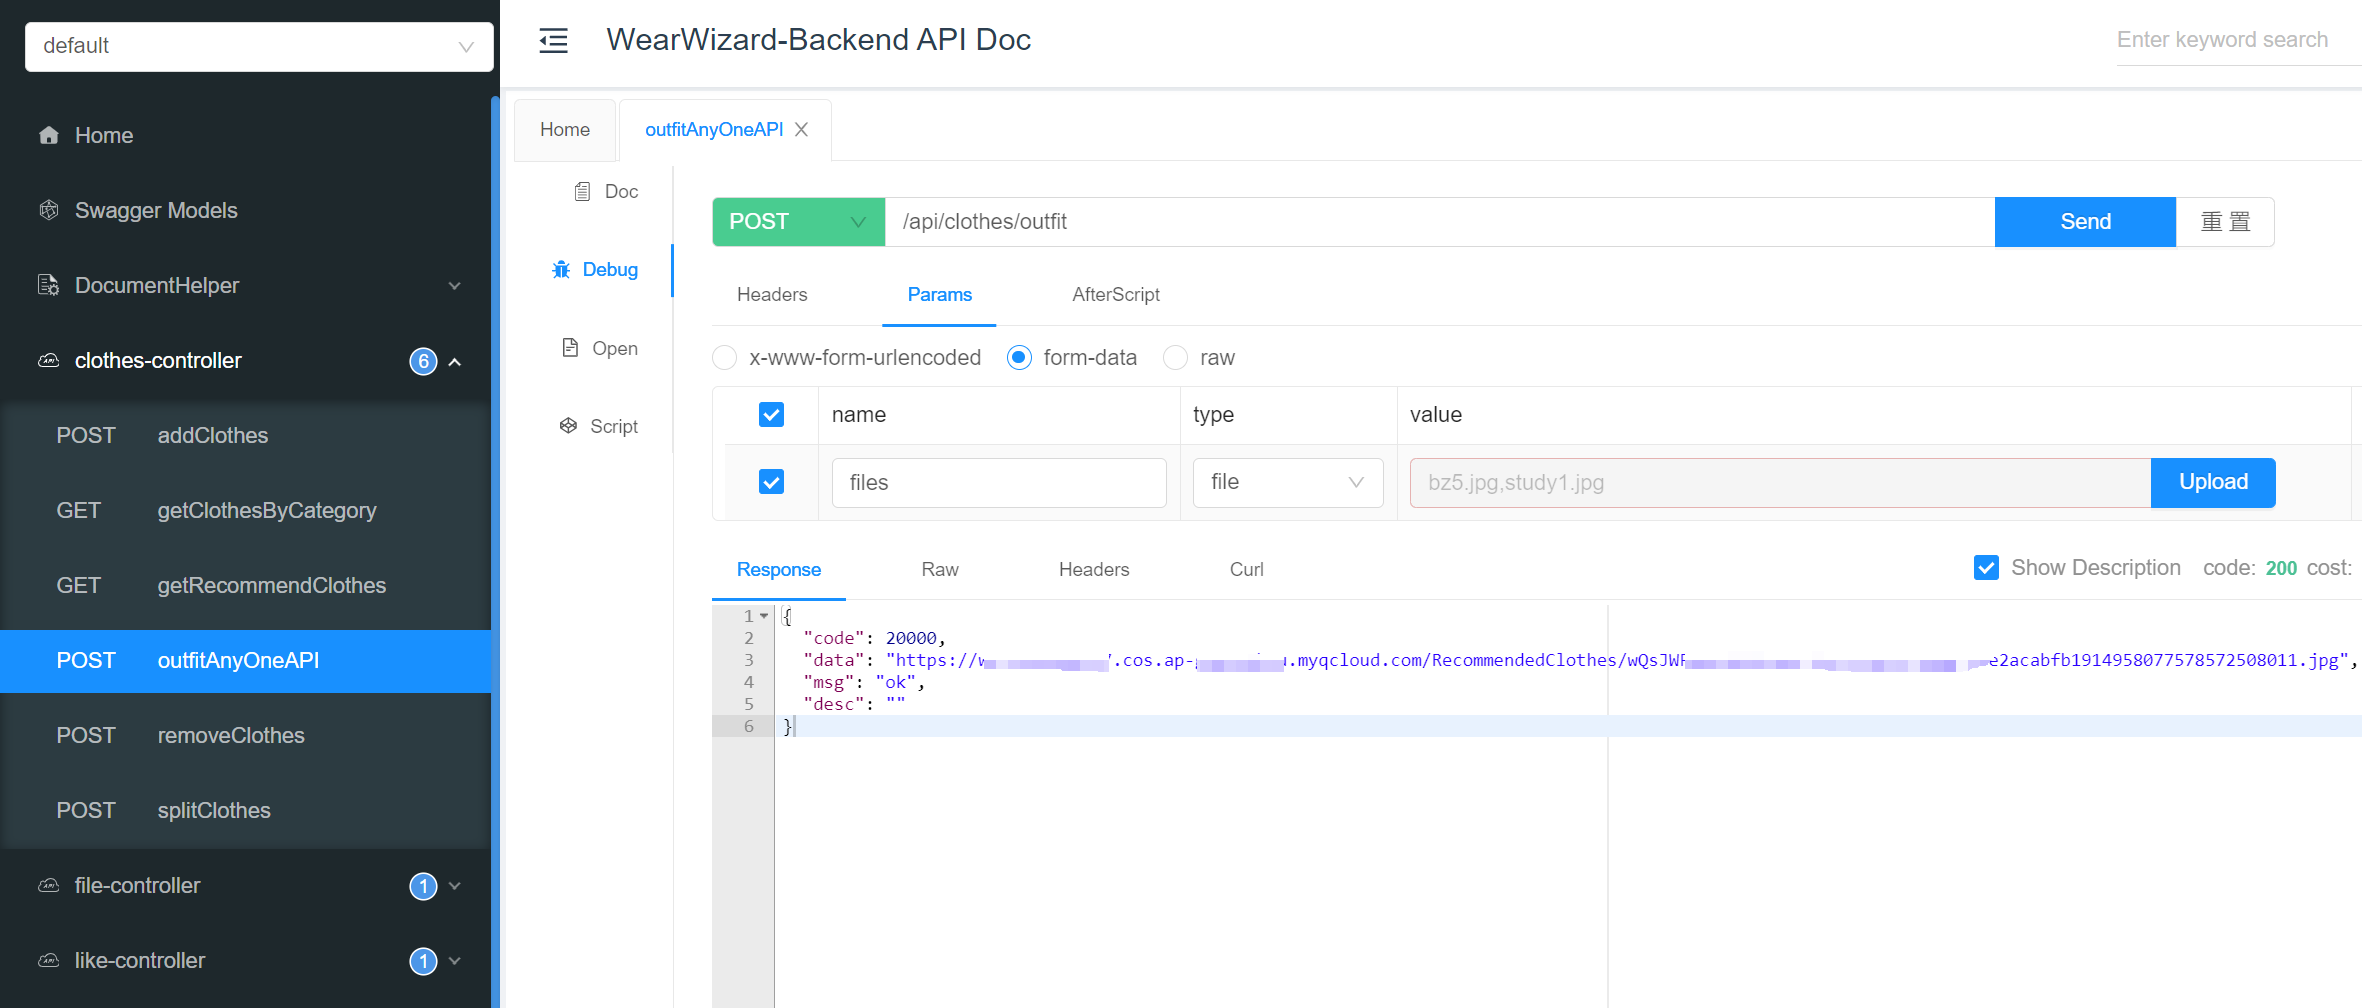 default
Home
Swagger Models
DocumentHelper
clothes-controller 6
POST addClothes
GET getClothesByCategory
GET getRecommendClothes
POST outfitAnyOneAPI
POST removeClothes
POST splitClothes
file-controller 1
like-controller 1
WearWizard-Backend API Doc
Enter keyword search
Home outfitAnyOneAPI
Doc
Debug
Open
Script
POST /api/clothes/outfit Send 重 置
Headers Params AfterScript
x-www-form-urlencoded form-data raw
name type value
files file bz5.jpg,study1.jpg Upload
Response Raw Headers Curl
Show Description code: 200 cost:
1 {
2 "code": 20000,
3 "data": "https:// .cos.ap- .myqcloud.com/RecommendedClothes/wQsJW e2acabfb1914958077578572508011.jpg",
4 "msg": "ok",
5 "desc": ""
6 }